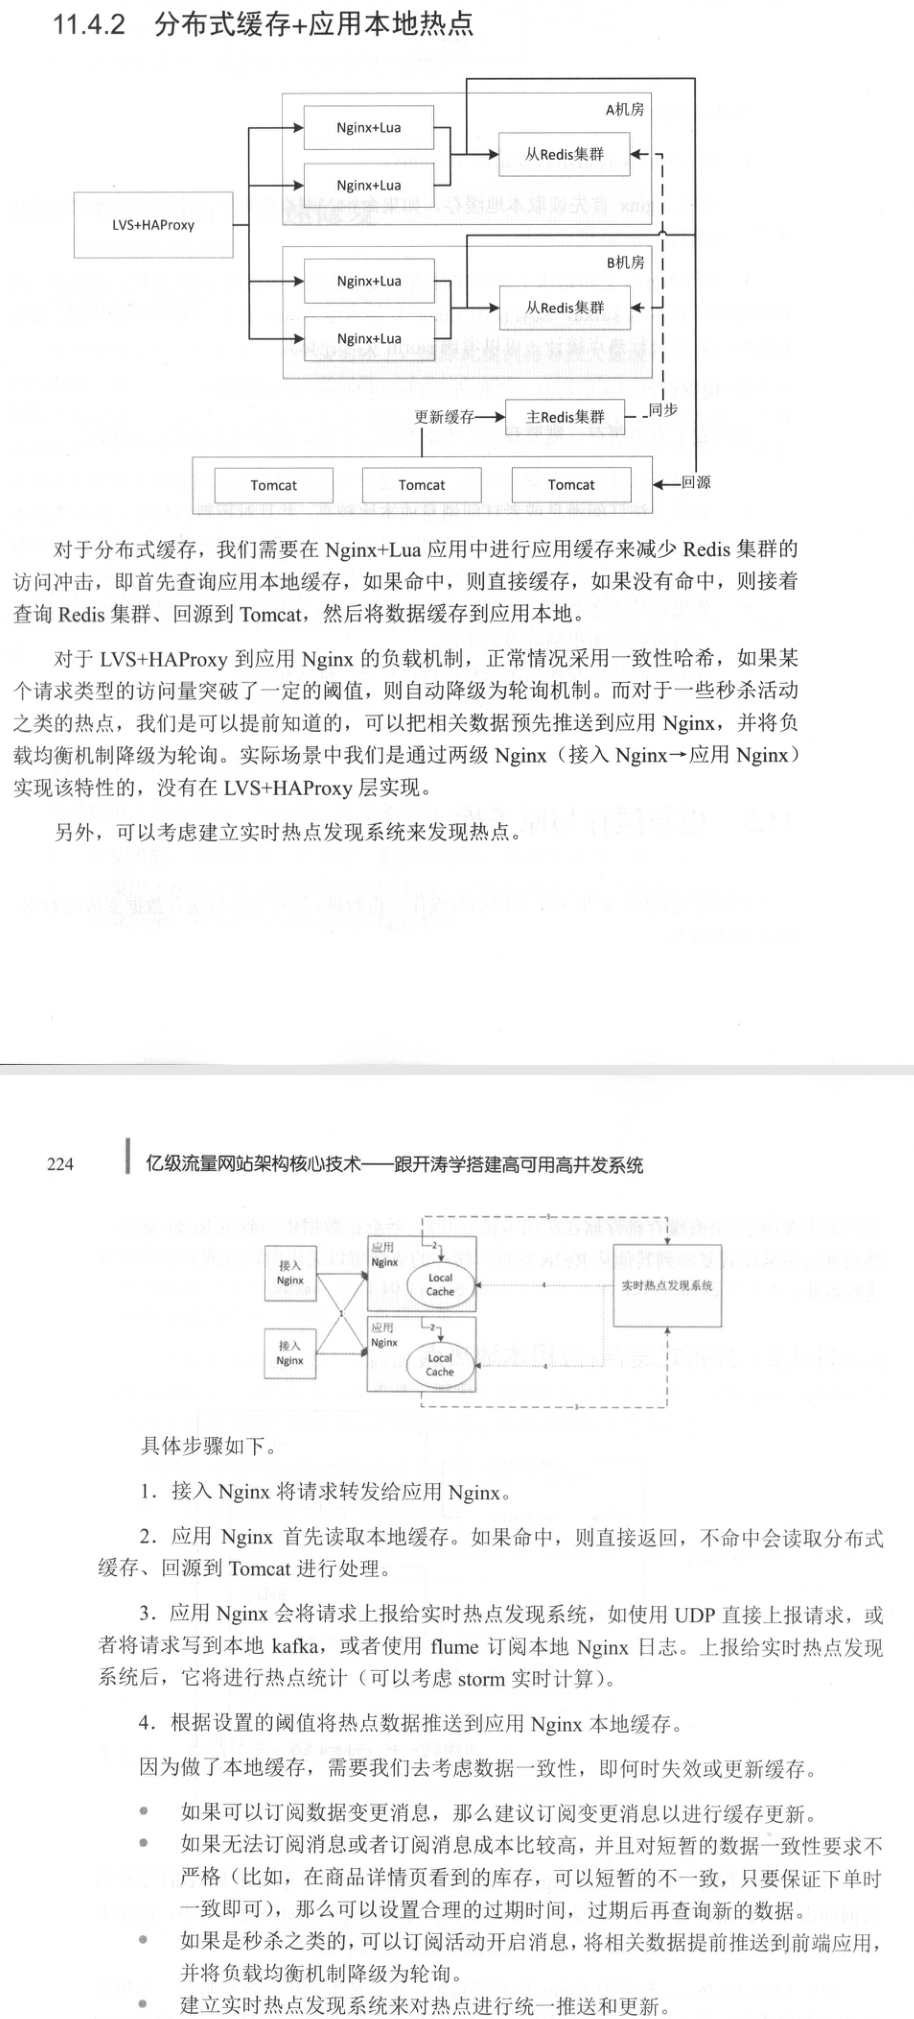 11.4.2 分布式缓存+应用本地热点
A机房
Nginx+Lua
从Redis集群
Nginx+Lua
LVS+HAProxy
B机房
Nginx+Lua
从Redis集群
Nginx+Lua
更新缓存
主Redis集群
同步
Tomcat
Tomcat
Tomcat
回源
对于分布式缓存，我们需要在 Nginx+Lua 应用中进行应用缓存来减少 Redis 集群的
访问冲击，即首先查询应用本地缓存，如果命中，则直接缓存，如果没有命中，则接着
查询 Redis 集群、回源到 Tomcat，然后将数据缓存到应用本地。
对于 LVS+HAProxy 到应用 Nginx 的负载机制，正常情况采用一致性哈希，如果某
个请求类型的访问量突破了一定的阈值，则自动降级为轮询机制。而对于一些秒杀活动
之类的热点，我们是可以提前知道的，可以把相关数据预先推送到应用 Nginx，并将负
载均衡机制降级为轮询。实际场景中我们是通过两级 Nginx（接入 Nginx→应用 Nginx）
实现该特性的，没有在 LVS+HAProxy 层实现。
另外，可以考虑建立实时热点发现系统来发现热点。
224 亿级流量网站架构核心技术——跟开涛学搭建高可用高并发系统
3
接入
Nginx
应用
Nginx
2
Local
Cache
4
实时热点发现系统
1
接入
Nginx
应用
Nginx
2
Local
Cache
4
3
具体步骤如下。
1．接入 Nginx 将请求转发给应用 Nginx。
2．应用 Nginx 首先读取本地缓存。如果命中，则直接返回，不命中会读取分布式
缓存、回源到 Tomcat 进行处理。
3．应用 Nginx 会将请求上报给实时热点发现系统，如使用 UDP 直接上报请求，或
者将请求写到本地 kafka，或者使用 flume 订阅本地 Nginx 日志。上报给实时热点发现
系统后，它将进行热点统计（可以考虑 storm 实时计算）。
4．根据设置的阈值将热点数据推送到应用 Nginx 本地缓存。
因为做了本地缓存，需要我们去考虑数据一致性，即何时失效或更新缓存。
● 如果可以订阅数据变更消息，那么建议订阅变更消息以进行缓存更新。
● 如果无法订阅消息或者订阅消息成本比较高，并且对短暂的数据一致性要求不
严格（比如，在商品详情页看到的库存，可以短暂的不一致，只要保证下单时
一致即可），那么可以设置合理的过期时间，过期后再查询新的数据。
● 如果是秒杀之类的，可以订阅活动开启消息，将相关数据提前推送到前端应用，
并将负载均衡机制降级为轮询。
● 建立实时热点发现系统来对热点进行统一推送和更新。